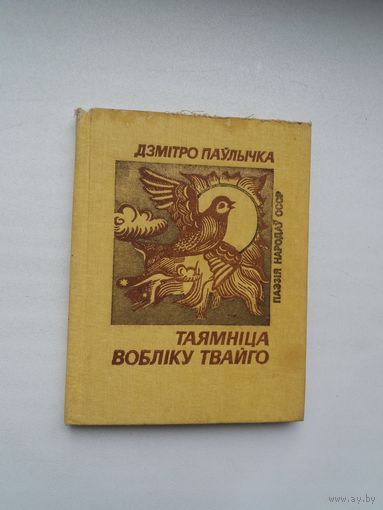 ДЗМІТРО ПАЎЛЫЧКА
ПАЭЗІЯ НАРОДАЎ СССР
ТАЯМНІЦА
ВОБЛІКУ ТВАЙГО
www.ay.by